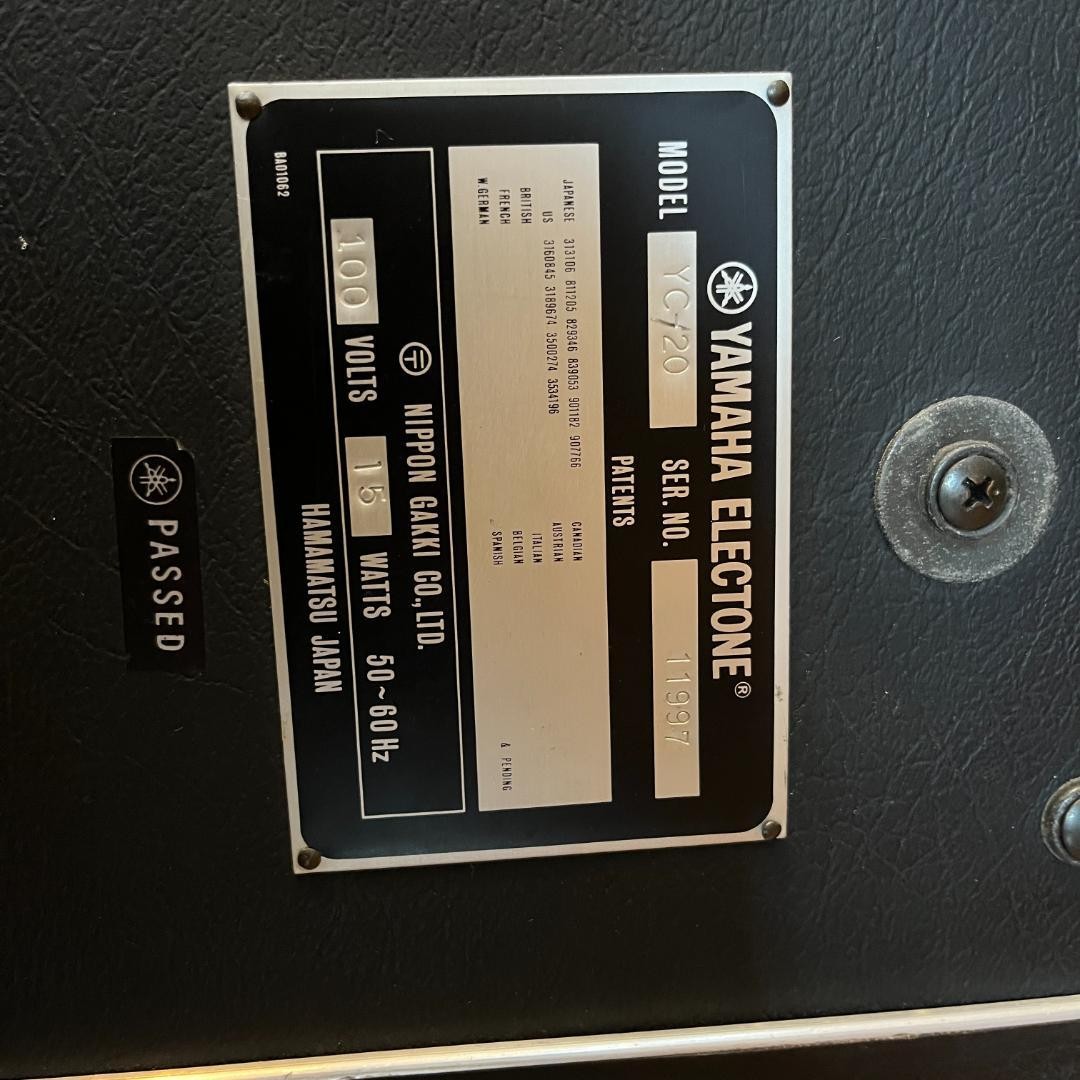 YAMAHA ELECTONE®
MODEL YC-20 SER. NO. 11997
PATENTS
JAPANESE 313106 811205 829346 839053 901182 907766 CANADIAN
US 3160845 3189674 3500274 3534196 AUSTRIAN
BRITISH ITALIAN
FRENCH BELGIAN
W.GERMAN SPANISH
& PENDING
NIPPON GAKKI CO., LTD.
100 VOLTS 15 WATTS 50~60Hz
HAMAMATSU JAPAN
BA01062
PASSED